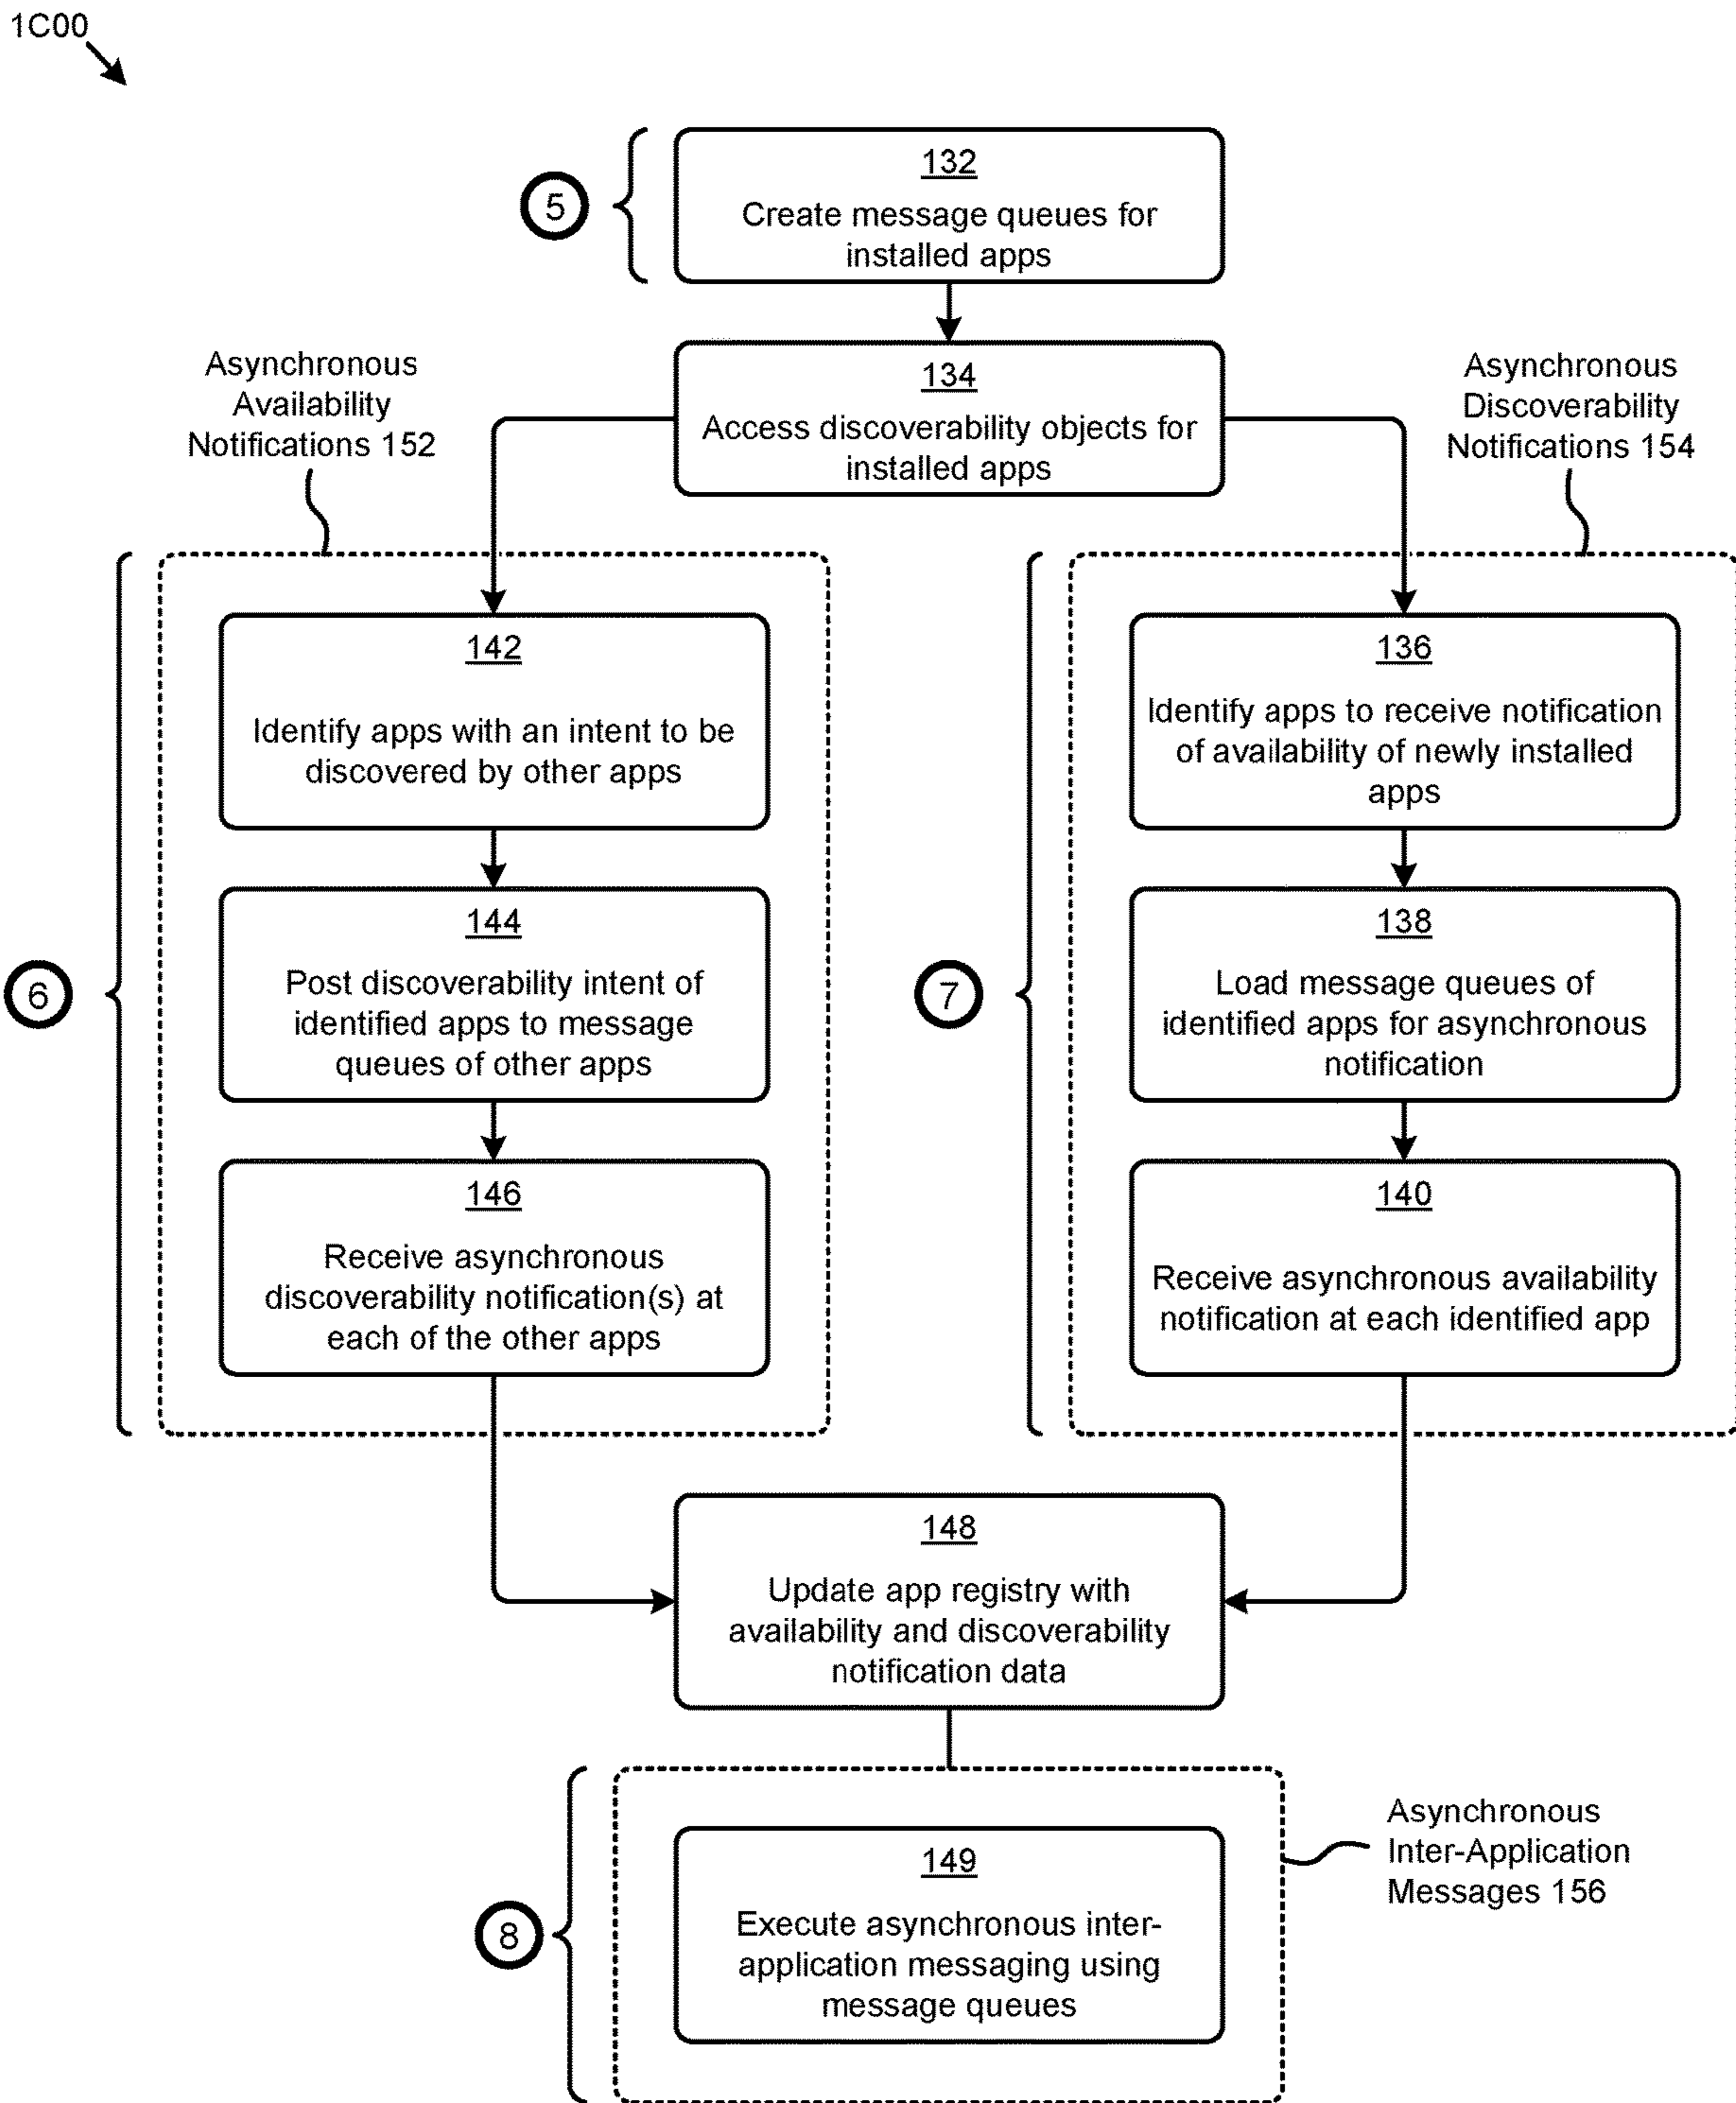 1C00
5
132
Create message queues for
installed apps
Asynchronous
Availability
Notifications 152
134
Access discoverability objects for
installed apps
Asynchronous
Discoverability
Notifications 154
6
142
Identify apps with an intent to be
discovered by other apps
144
Post discoverability intent of
identified apps to message
queues of other apps
146
Receive asynchronous
discoverability notification(s) at
each of the other apps
7
136
Identify apps to receive notification
of availability of newly installed
apps
138
Load message queues of
identified apps for asynchronous
notification
140
Receive asynchronous availability
notification at each identified app
148
Update app registry with
availability and discoverability
notification data
8
149
Execute asynchronous inter-
application messaging using
message queues
Asynchronous
Inter-Application
Messages 156